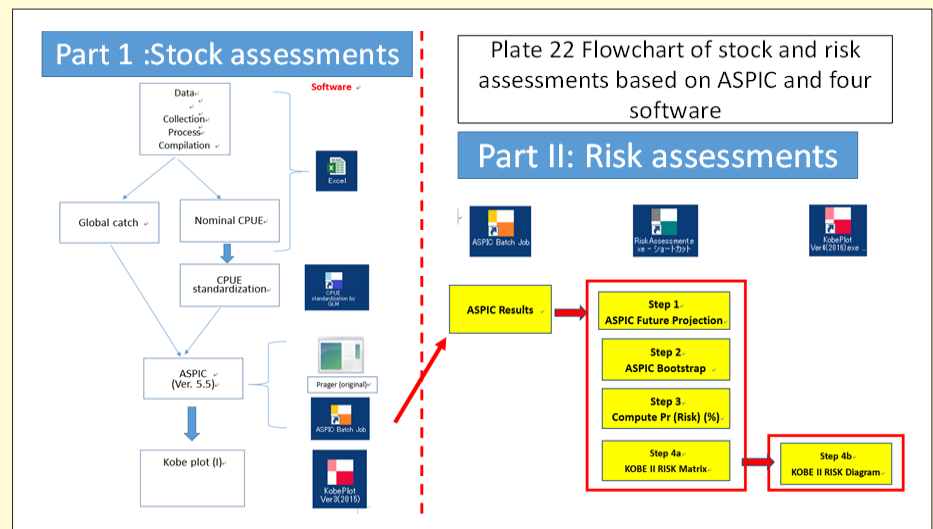 Part 1 :Stock assessments
Software
Data
Collection
Process
Compilation
Excel
Global catch
Nominal CPUE
CPUE
standardization
CPUE
standardization by
GLM
ASPIC
(Ver. 5.5)
Prager (original)
ASPIC Batch Job
Kobe plot (I)
KobePlot
Ver3(2015)
Plate 22 Flowchart of stock and risk
assessments based on ASPIC and four
software
Part II: Risk assessments
ASPIC Batch Job
RiskAssessment.e
xe - ショートカット
KobePlot
Ver4(2016).exe ...
ASPIC Results
Step 1
ASPIC Future Projection
Step 2
ASPIC Bootstrap
Step 3
Compute Pr (Risk) (%)
Step 4a
KOBE II RISK Matrix
Step 4b
KOBE II RISK Diagram